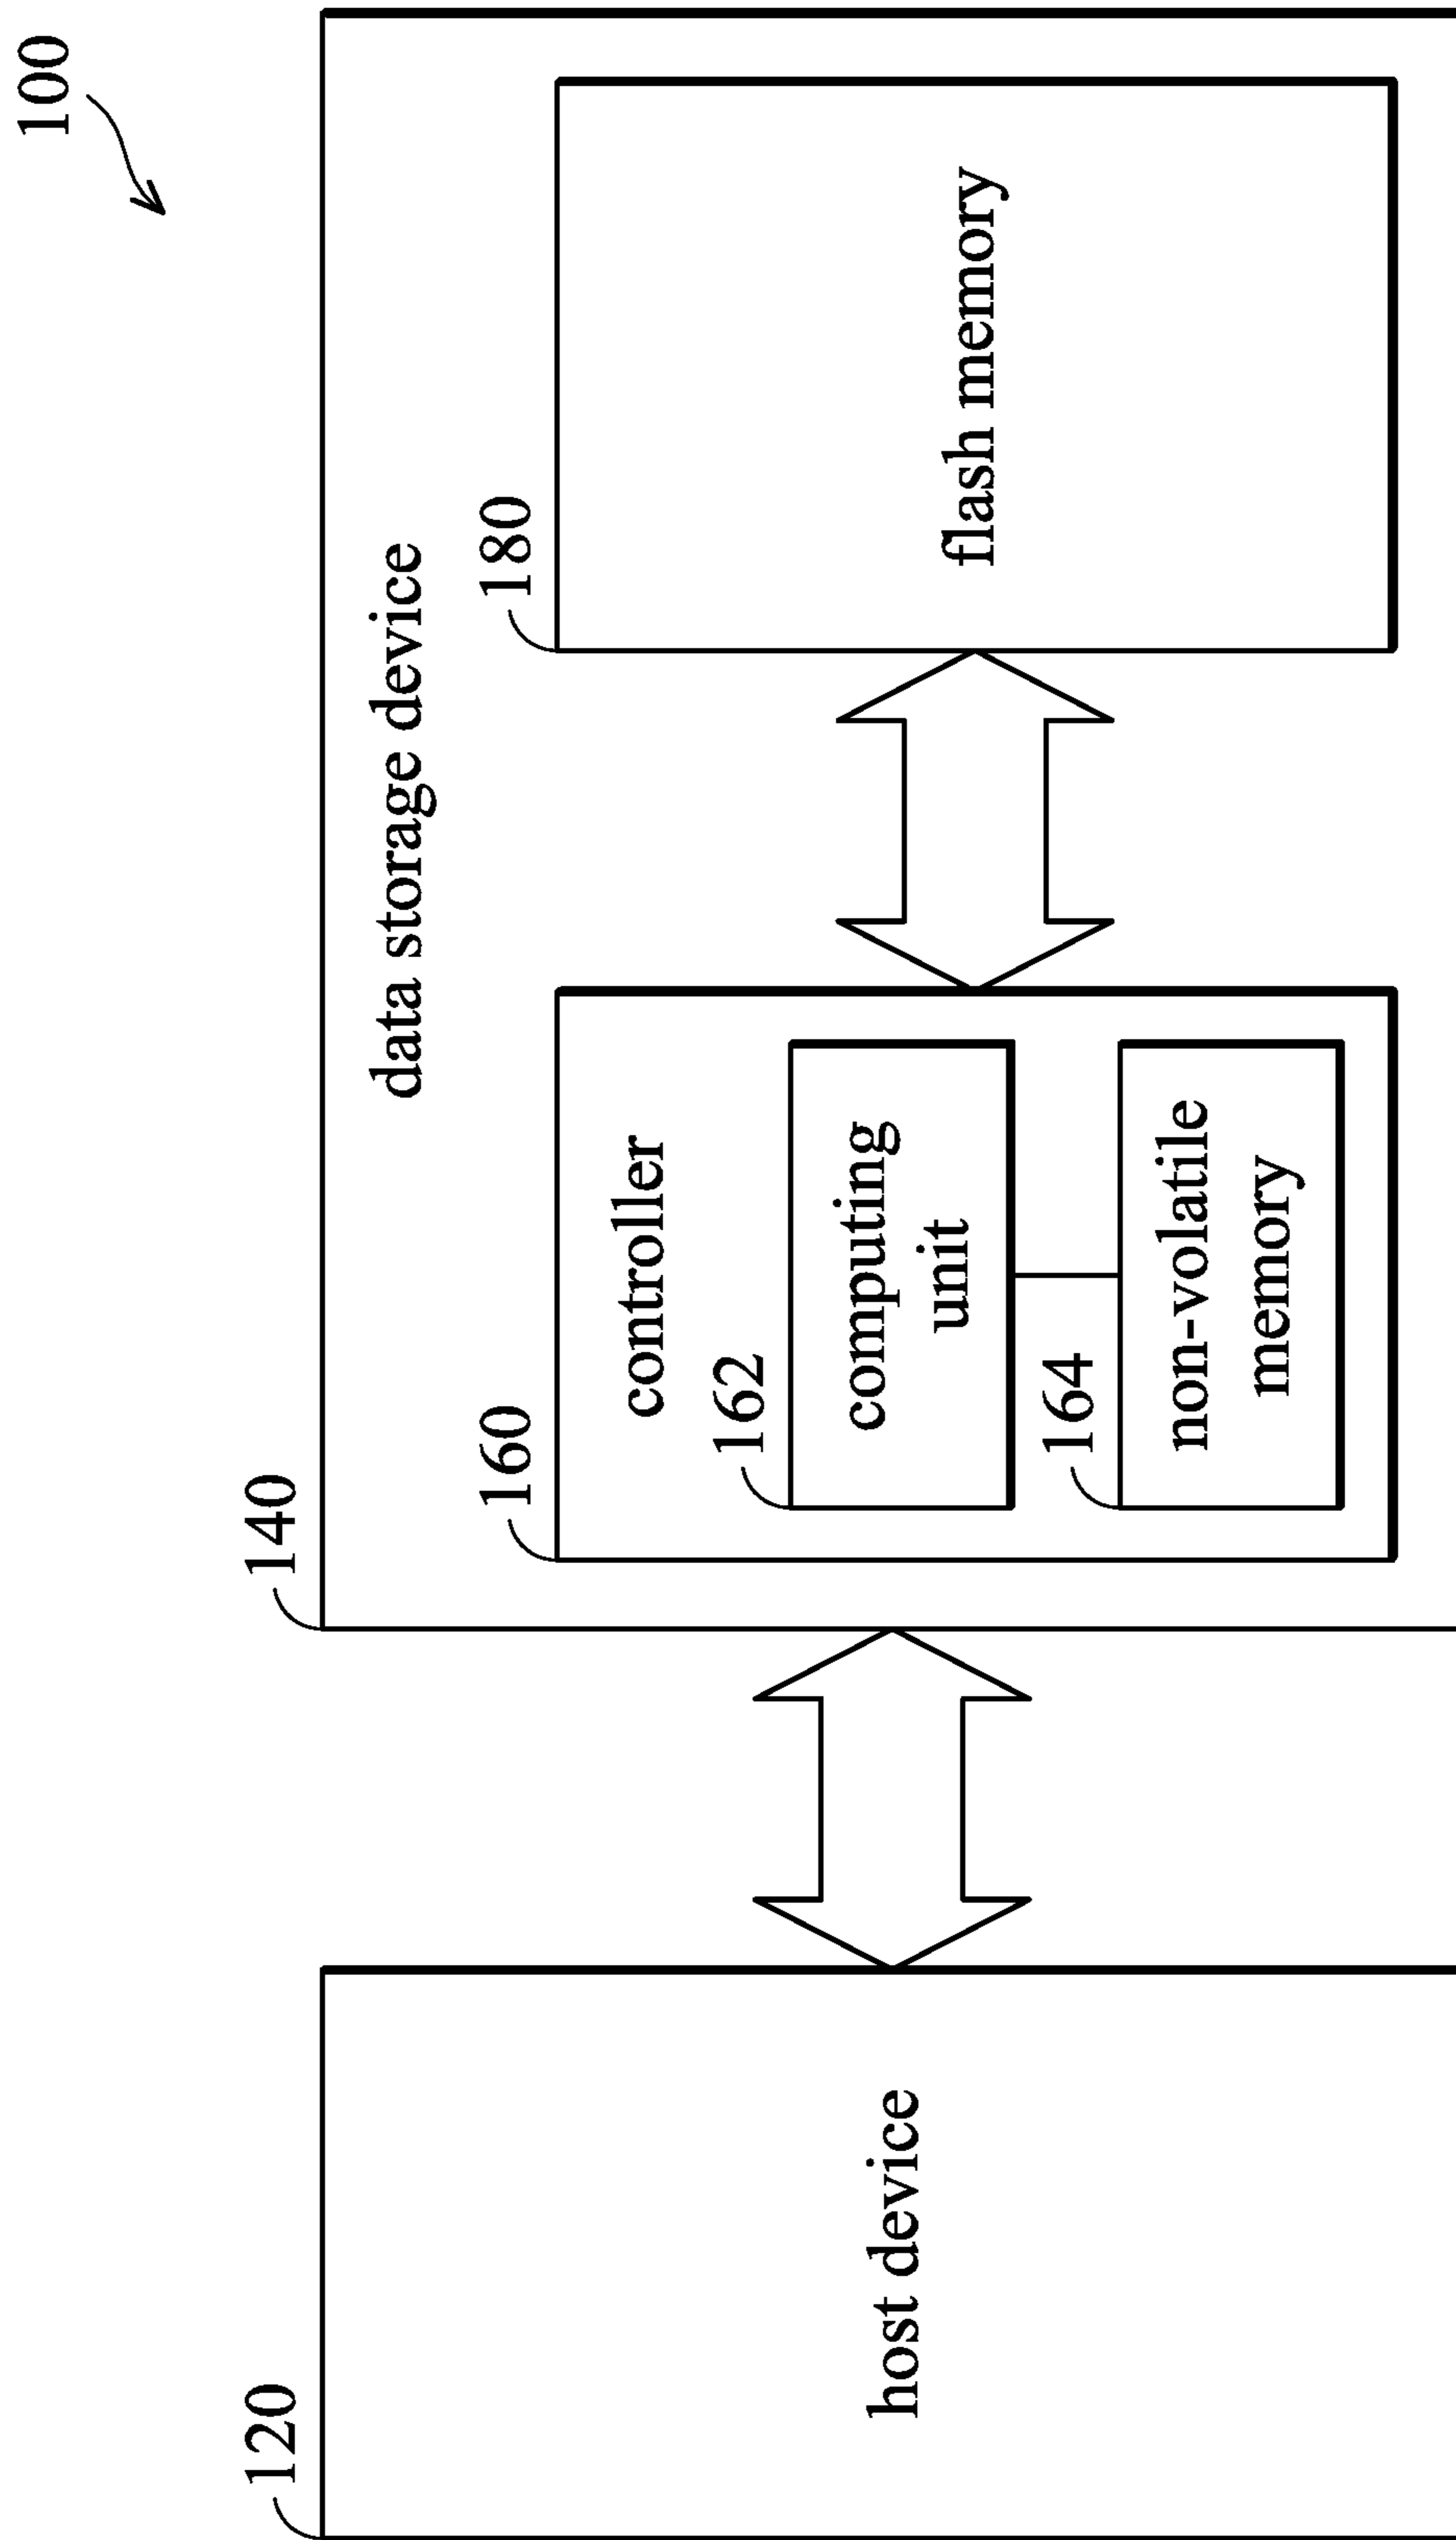 100
120
host device
140
data storage device
160
controller
162
computing
unit
164
non-volatile
memory
180
flash memory